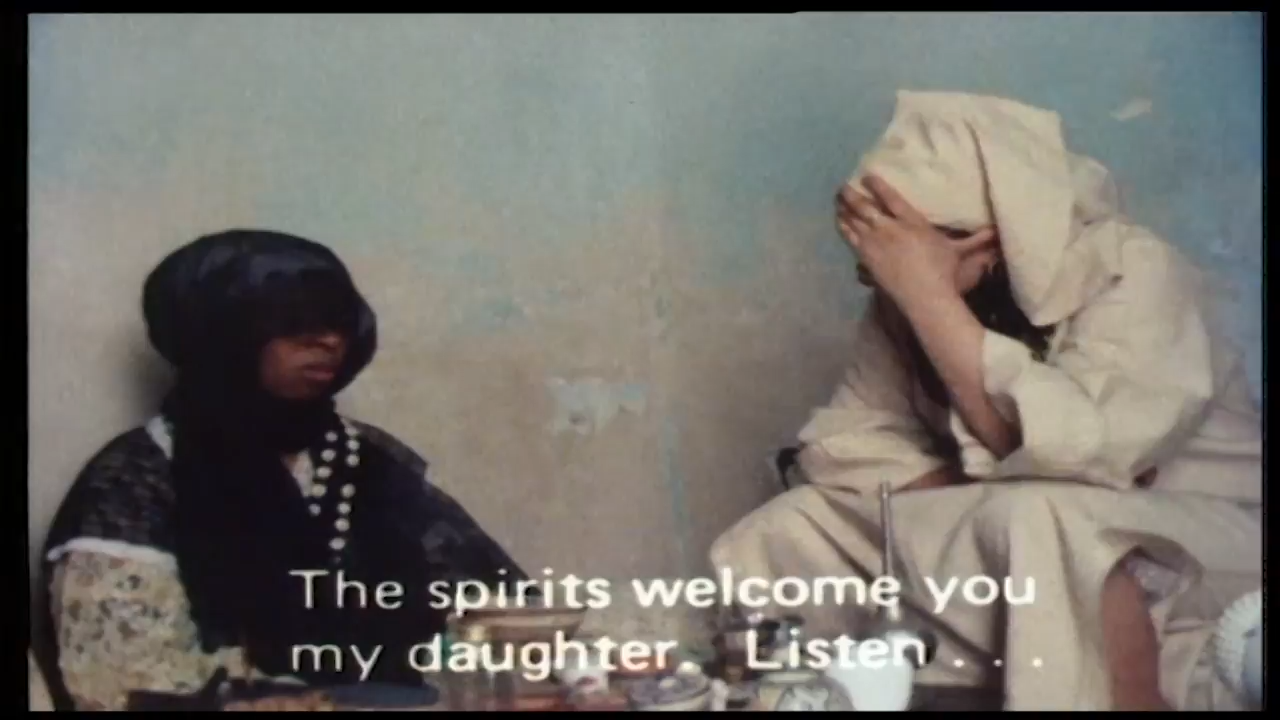 The spirits welcome you
my daughter. Listen . . .